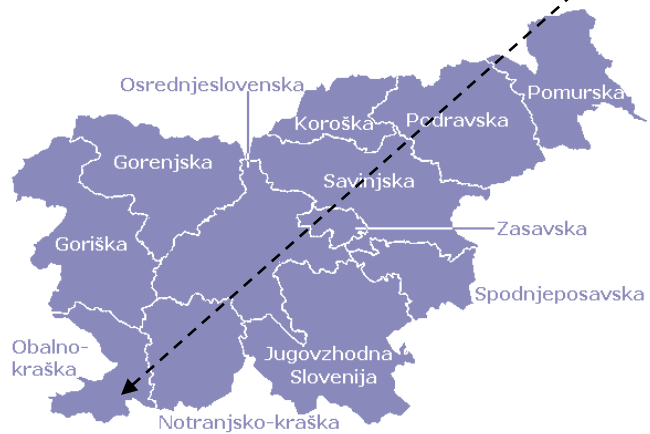 Osrednjeslovenska
Pomurska
Koroška
Podravska
Gorenjska
Savinjska
Goriška
Zasavska
Spodnjeposavska
Obalno-
kraška
Jugovzhodna
Slovenija
Notranjsko-kraška